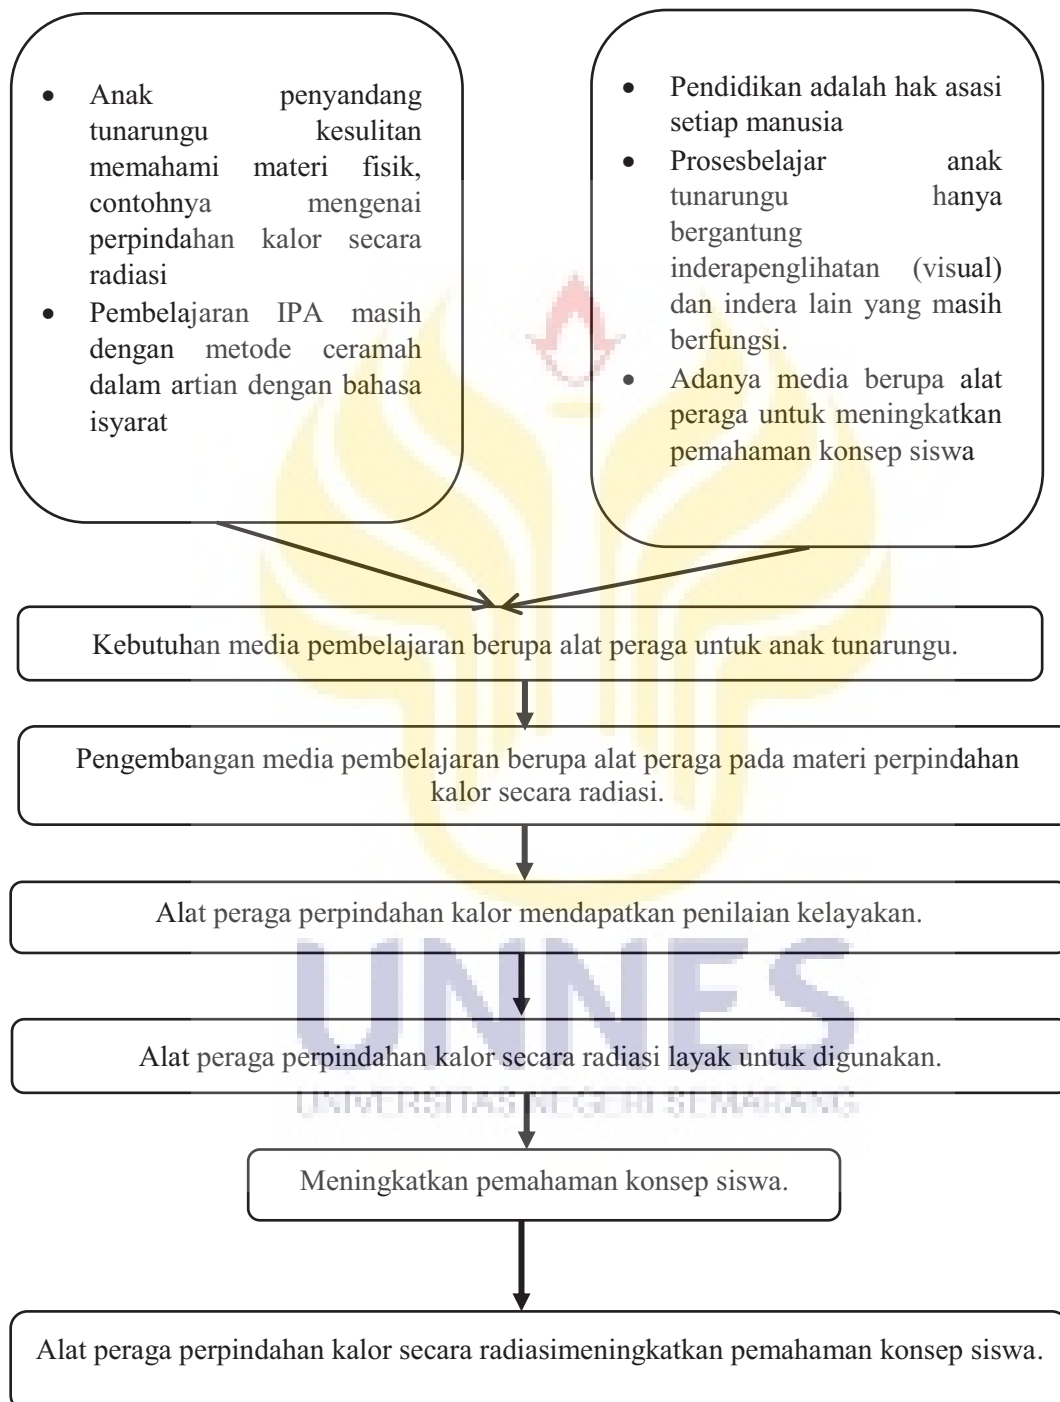 • Anak penyandang
tunarungu kesulitan
memahami materi fisik,
contohnya mengenai
perpindahan kalor secara
radiasi
• Pembelajaran IPA masih
dengan metode ceramah
dalam artian dengan bahasa
isyarat
• Pendidikan adalah hak asasi
setiap manusia
• Prosesbelajar anak
tunarungu hanya
bergantung
inderapenglihatan (visual)
dan indera lain yang masih
berfungsi.
• Adanya media berupa alat
peraga untuk meningkatkan
pemahaman konsep siswa
Kebutuhan media pembelajaran berupa alat peraga untuk anak tunarungu.
Pengembangan media pembelajaran berupa alat peraga pada materi perpindahan
kalor secara radiasi.
Alat peraga perpindahan kalor mendapatkan penilaian kelayakan.
UNNES
Alat peraga perpindahan kalor secara radiasi layak untuk digunakan.
UNIVERSITAS NEGERI SEMARANG
Meningkatkan pemahaman konsep siswa.
Alat peraga perpindahan kalor secara radiasimeningkatkan pemahaman konsep siswa.